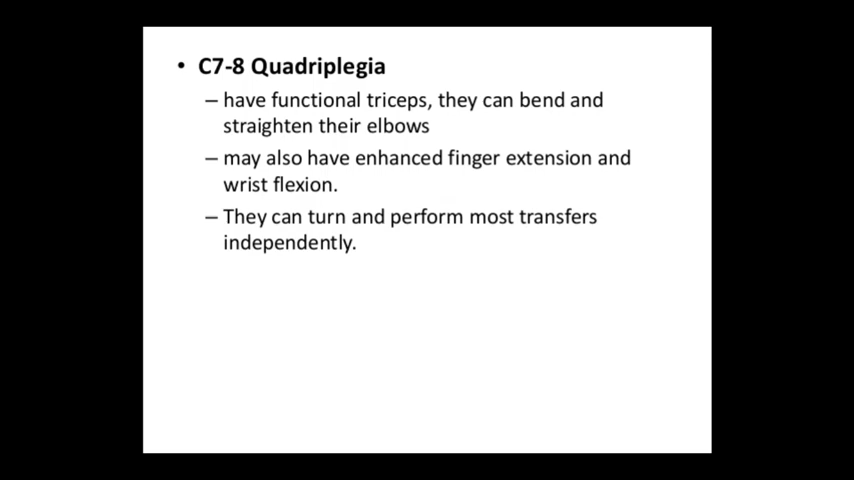 • C7-8 Quadriplegia
– have functional triceps, they can bend and
straighten their elbows
– may also have enhanced finger extension and
wrist flexion.
– They can turn and perform most transfers
independently.